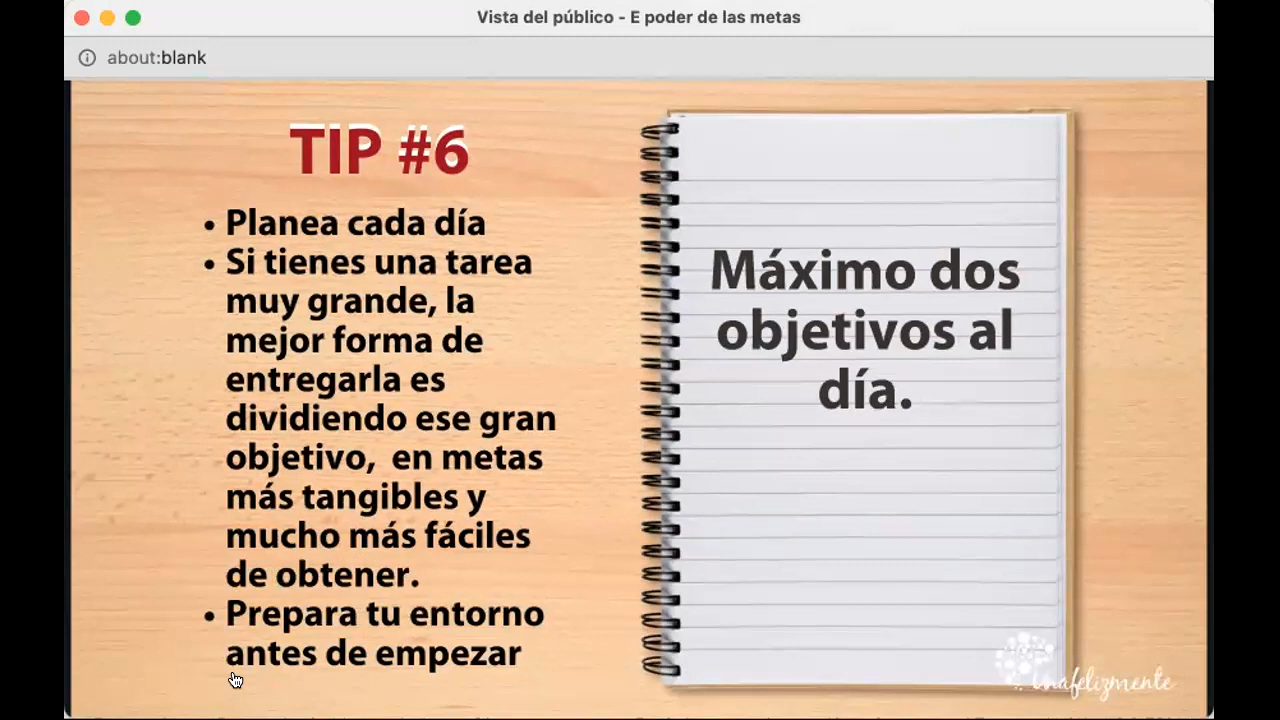 Vista del público - E poder de las metas
about:blank
TIP #6
• Planea cada día
• Si tienes una tarea
muy grande, la
mejor forma de
entregarla es
dividiendo ese gran
objetivo, en metas
más tangibles y
mucho más fáciles
de obtener.
• Prepara tu entorno
antes de empezar
Máximo dos
objetivos al
día.